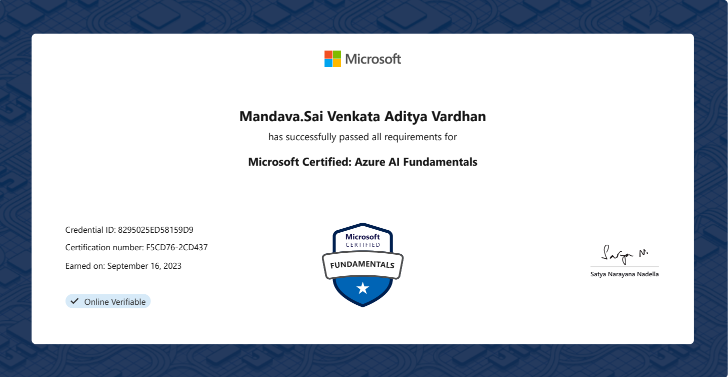 Microsoft
Mandava.Sai Venkata Aditya Vardhan
has successfully passed all requirements for
Microsoft Certified: Azure AI Fundamentals
Credential ID: 8295025ED58159D9
Certification number: F5CD76-2CD437
Earned on: September 16, 2023
Online Verifiable
Microsoft
CERTIFIED
FUNDAMENTALS
Satya N.
Satya Narayana Nadella